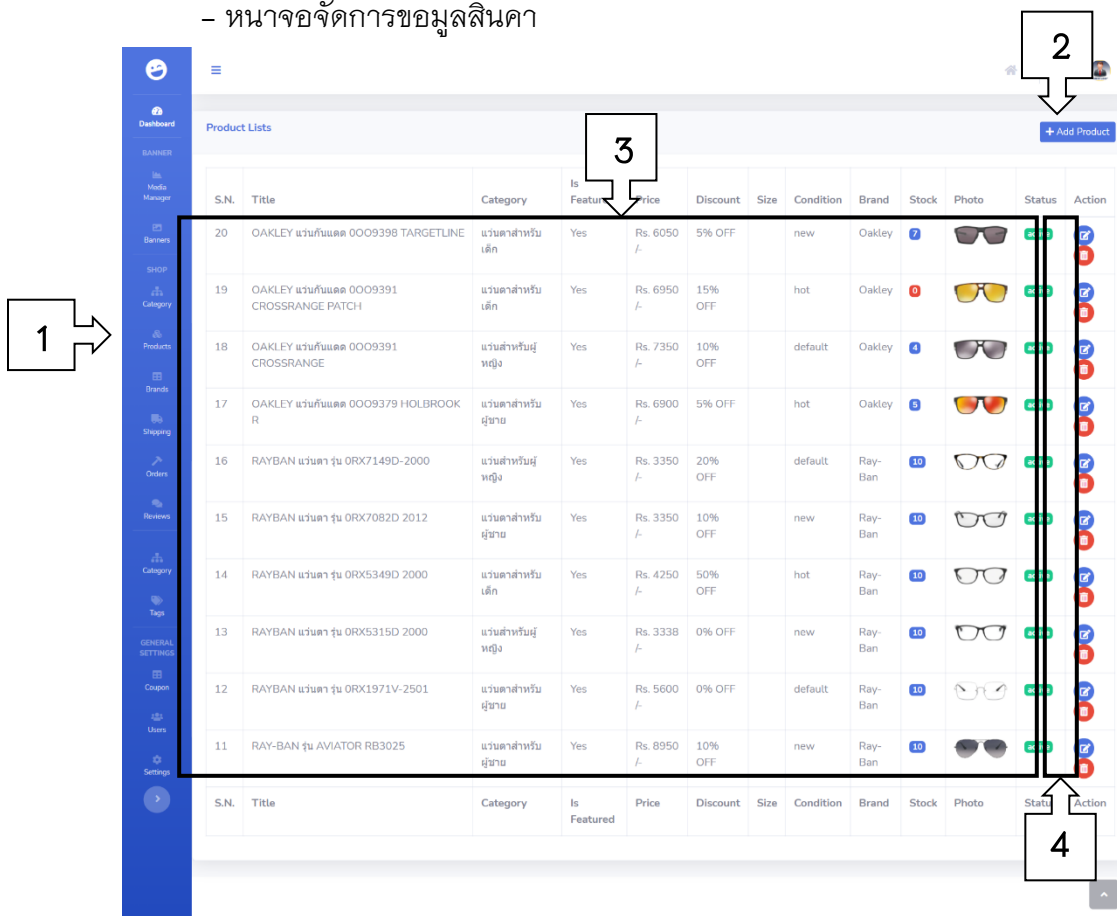 - หนาจอจัดการขอมูลสินคา
2
Dashboard
Product Lists
+ Add Product
BANNER
3
Media
Manager
Banners
SHOP
Category
1
Products
Brands
Shipping
Orders
Reviews
Category
Tags
GENERAL
SETTINGS
Coupon
Users
Settings
S.N. Title Category Is Price Discount Size Condition Brand Stock Photo Status Action
20 OAKLEY แว่นกันแดด 0OO9398 TARGETLINE แว่นตาสำหรับ Yes Rs. 6050 5% OFF new Oakley 7
เด็ก /-
19 OAKLEY แว่นกันแดด 0OO9391 แว่นตาสำหรับ Yes Rs. 6950 15% hot Oakley 0
CROSSRANGE PATCH เด็ก /- OFF
18 OAKLEY แว่นกันแดด 0OO9391 แว่นสำหรับผู้ Yes Rs. 7350 10% default Oakley 4
CROSSRANGE หญิง /- OFF
17 OAKLEY แว่นกันแดด 0OO9379 HOLBROOK แว่นตาสำหรับ Yes Rs. 6900 5% OFF hot Oakley 5
R ผู้ชาย /-
16 RAYBAN แว่นตา รุ่น 0RX7149D-2000 แว่นสำหรับผู้ Yes Rs. 3350 20% default Ray- 10
หญิง /- OFF Ban
15 RAYBAN แว่นตา รุ่น 0RX7082D 2012 แว่นตาสำหรับ Yes Rs. 3350 10% new Ray- 10
ผู้ชาย /- OFF Ban
14 RAYBAN แว่นตา รุ่น 0RX5349D 2000 แว่นตาสำหรับ Yes Rs. 4250 50% hot Ray- 10
เด็ก /- OFF Ban
13 RAYBAN แว่นตา รุ่น 0RX5315D 2000 แว่นสำหรับผู้ Yes Rs. 3338 0% OFF new Ray- 10
หญิง /- Ban
12 RAYBAN แว่นตา รุ่น 0RX1971V-2501 แว่นตาสำหรับ Yes Rs. 5600 0% OFF default Ray- 10
ผู้ชาย /- Ban
11 RAY-BAN รุ่น AVIATOR RB3025 แว่นตาสำหรับ Yes Rs. 8950 10% new Ray- 10
ผู้ชาย /- OFF Ban
S.N. Title Category Is Price Discount Size Condition Brand Stock Photo Action
Featured
4